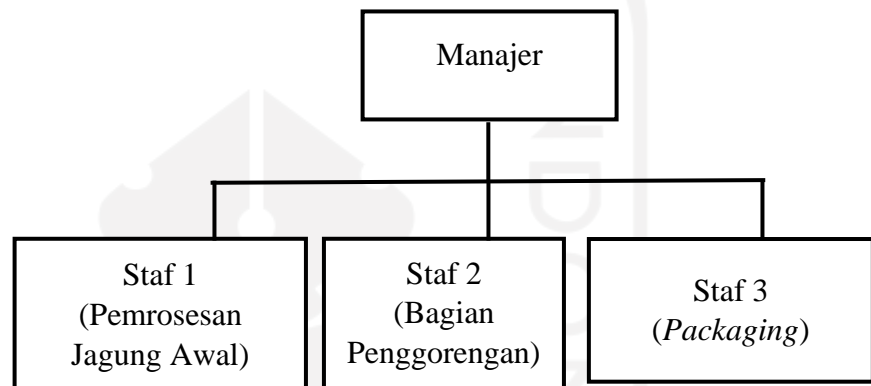 Manajer
Staf 1
(Pemrosesan
Jagung Awal)
Staf 2
(Bagian
Penggorengan)
Staf 3
(Packaging)